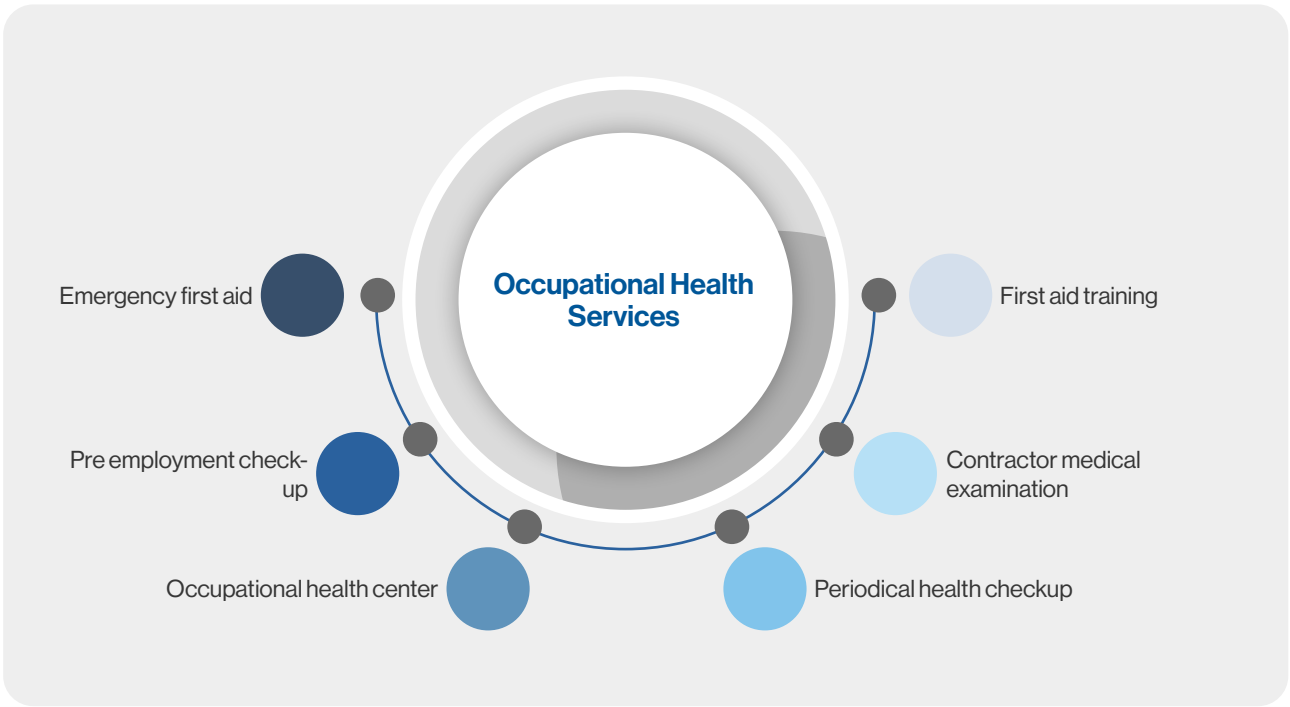 Occupational Health
Services
Emergency first aid
First aid training
Pre employment check-
up
Contractor medical
examination
Occupational health center
Periodical health checkup